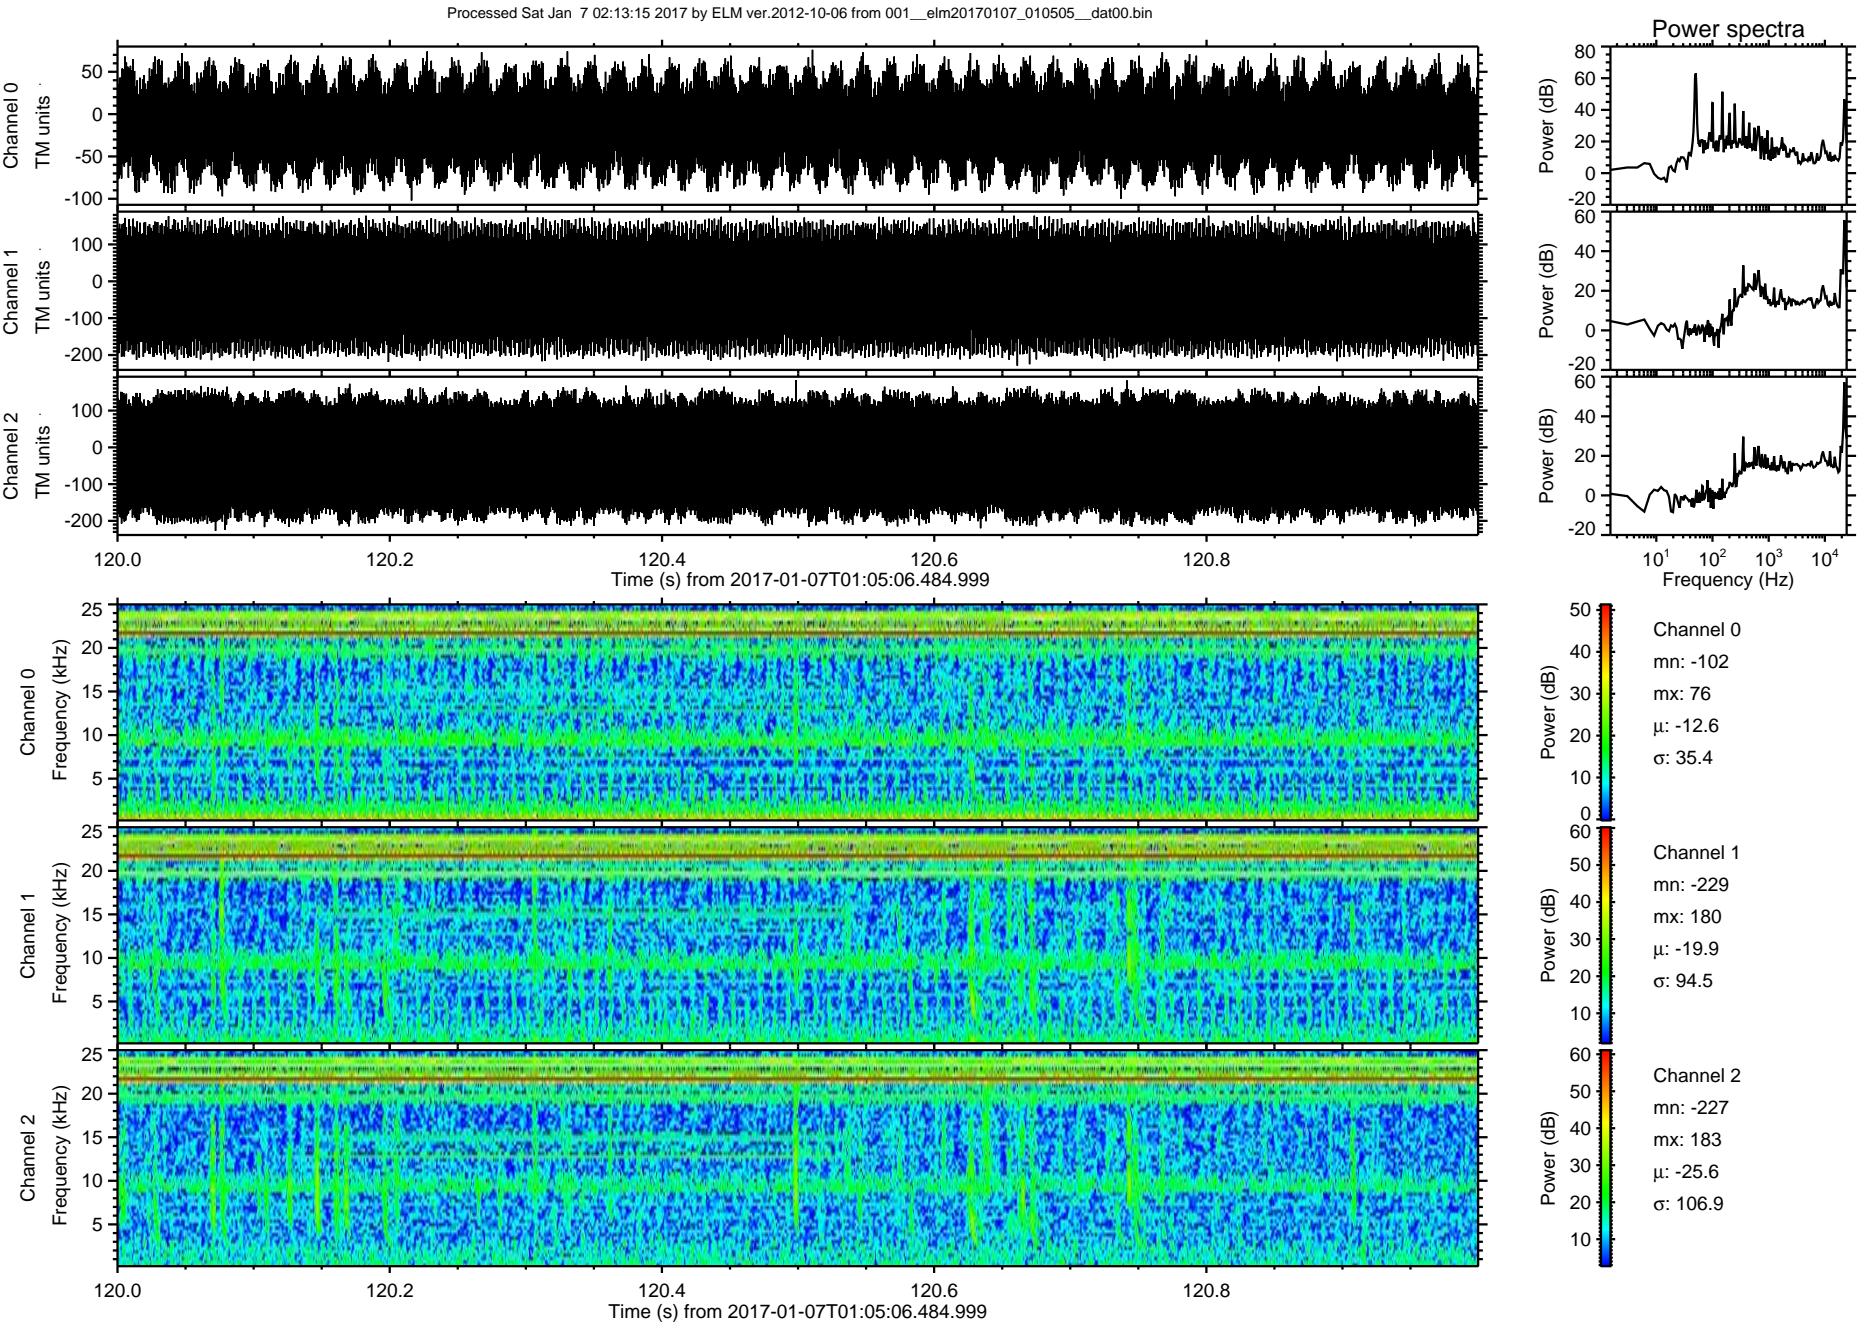 Processed Sat Jan  7 02:13:15 2017 by ELM ver.2012-10-06 from 001__elm20170107_010505__dat00.bin
Power spectra
Channel 0
TM units
50
0
-50
-100
Power (dB)
80
60
40
20
0
-20
Channel 1
TM units
100
0
-100
-200
Power (dB)
60
40
20
0
-20
Channel 2
TM units
100
0
-100
-200
Power (dB)
60
40
20
0
-20
120.0 120.2 120.4 120.6 120.8
Time (s) from 2017-01-07T01:05:06.484.999
10¹ 10² 10³ 10⁴
Frequency (Hz)
Channel 0
Frequency (kHz)
25
20
15
10
5
Power (dB)
50
40
30
20
10
0
Channel 0
mn: -102
mx: 76
μ: -12.6
σ: 35.4
Channel 1
Frequency (kHz)
25
20
15
10
5
Power (dB)
60
50
40
30
20
10
Channel 1
mn: -229
mx: 180
μ: -19.9
σ: 94.5
Channel 2
Frequency (kHz)
25
20
15
10
5
Power (dB)
60
50
40
30
20
10
Channel 2
mn: -227
mx: 183
μ: -25.6
σ: 106.9
120.0 120.2 120.4 120.6 120.8
Time (s) from 2017-01-07T01:05:06.484.999